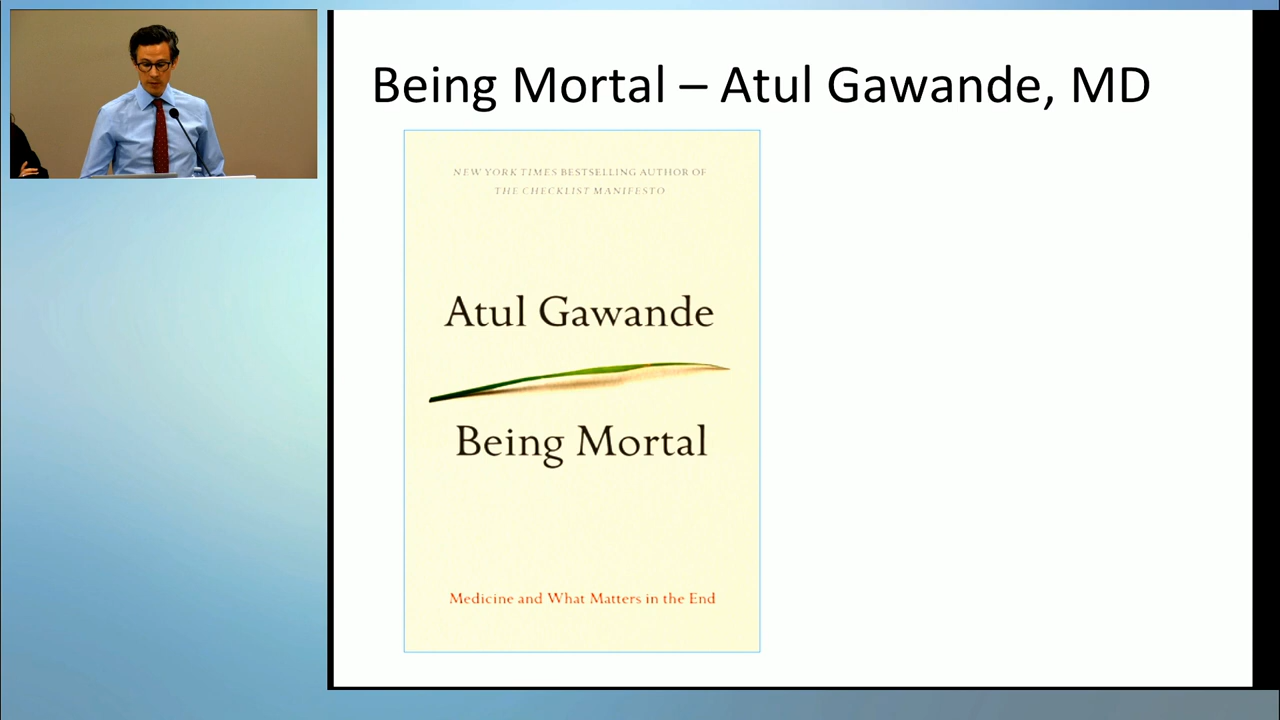 Being Mortal – Atul Gawande, MD
NEW YORK TIMES BESTSELLING AUTHOR OF
THE CHECKLIST MANIFESTO
Atul Gawande
Being Mortal
Medicine and What Matters in the End